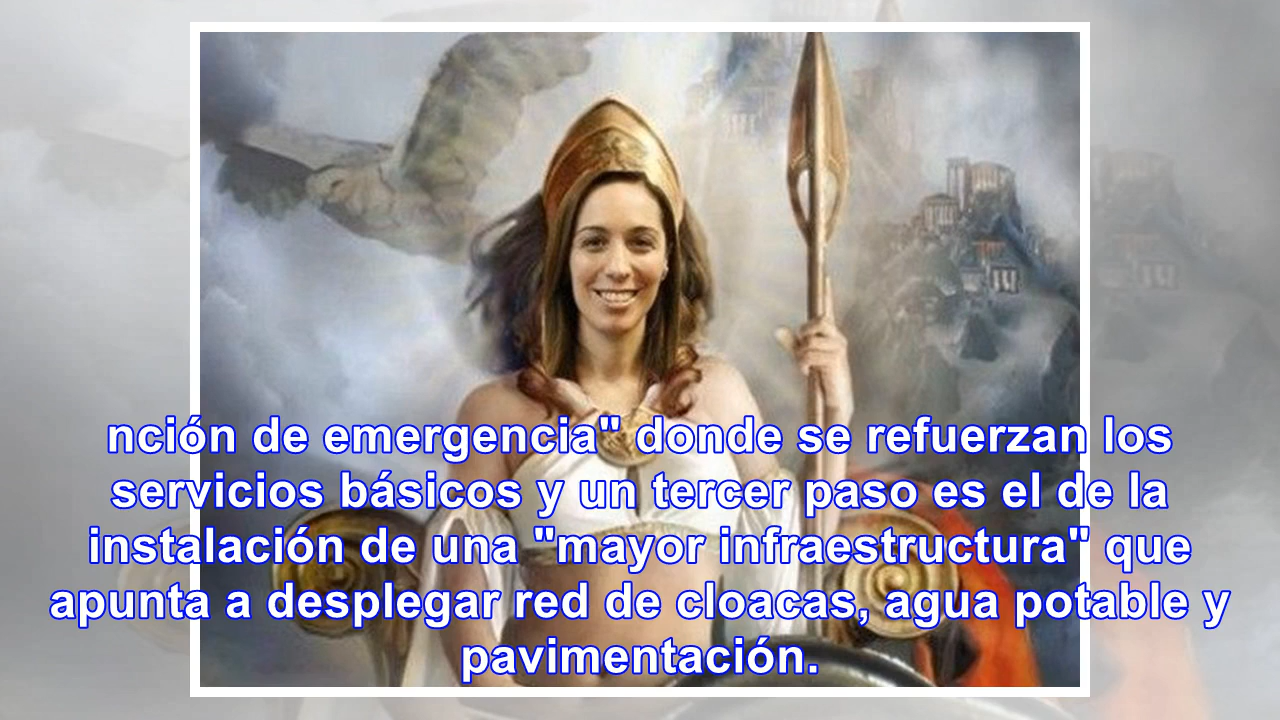 nción de emergencia" donde se refuerzan los
servicios básicos y un tercer paso es el de la
instalación de una "mayor infraestructura" que
apunta a desplegar red de cloacas, agua potable y
pavimentación.